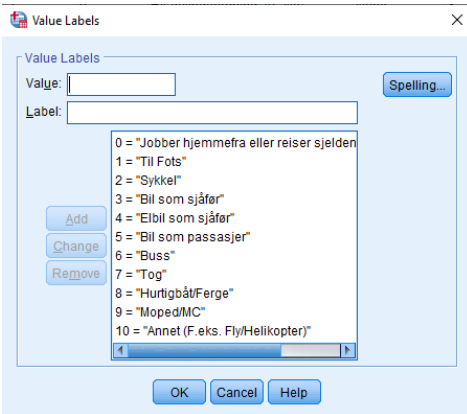 Value Labels
Value Labels
Value:
Spelling...
Label:
0 = "Jobber hjemmefra eller reiser sjelden
1 = "Til Fots"
2 = "Sykkel"
3 = "Bil som sjåfør"
4 = "Elbil som sjåfør"
5 = "Bil som passasjer"
6 = "Buss"
7 = "Tog"
8 = "Hurtigbåt/Ferge"
9 = "Moped/MC"
10 = "Annet (F.eks. Fly/Helikopter)"
Add
Change
Remove
OK Cancel Help